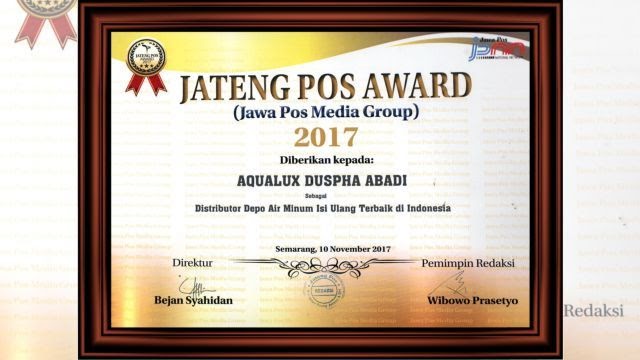 Jawa Pos
JATENG POS
JATENG POS AWARD
(Jawa Pos Media Group)
2017
Diberikan kepada:
AQUALUX DUSPHA ABADI
Sebagai
Distributor Depo Air Minum Isi Ulang Terbaik di Indonesia
Semarang, 10 November 2017
Direktur
Pemimpin Redaksi
REDAKSI
Bejan Syahidan
Wibowo Prasetyo
Redaksi